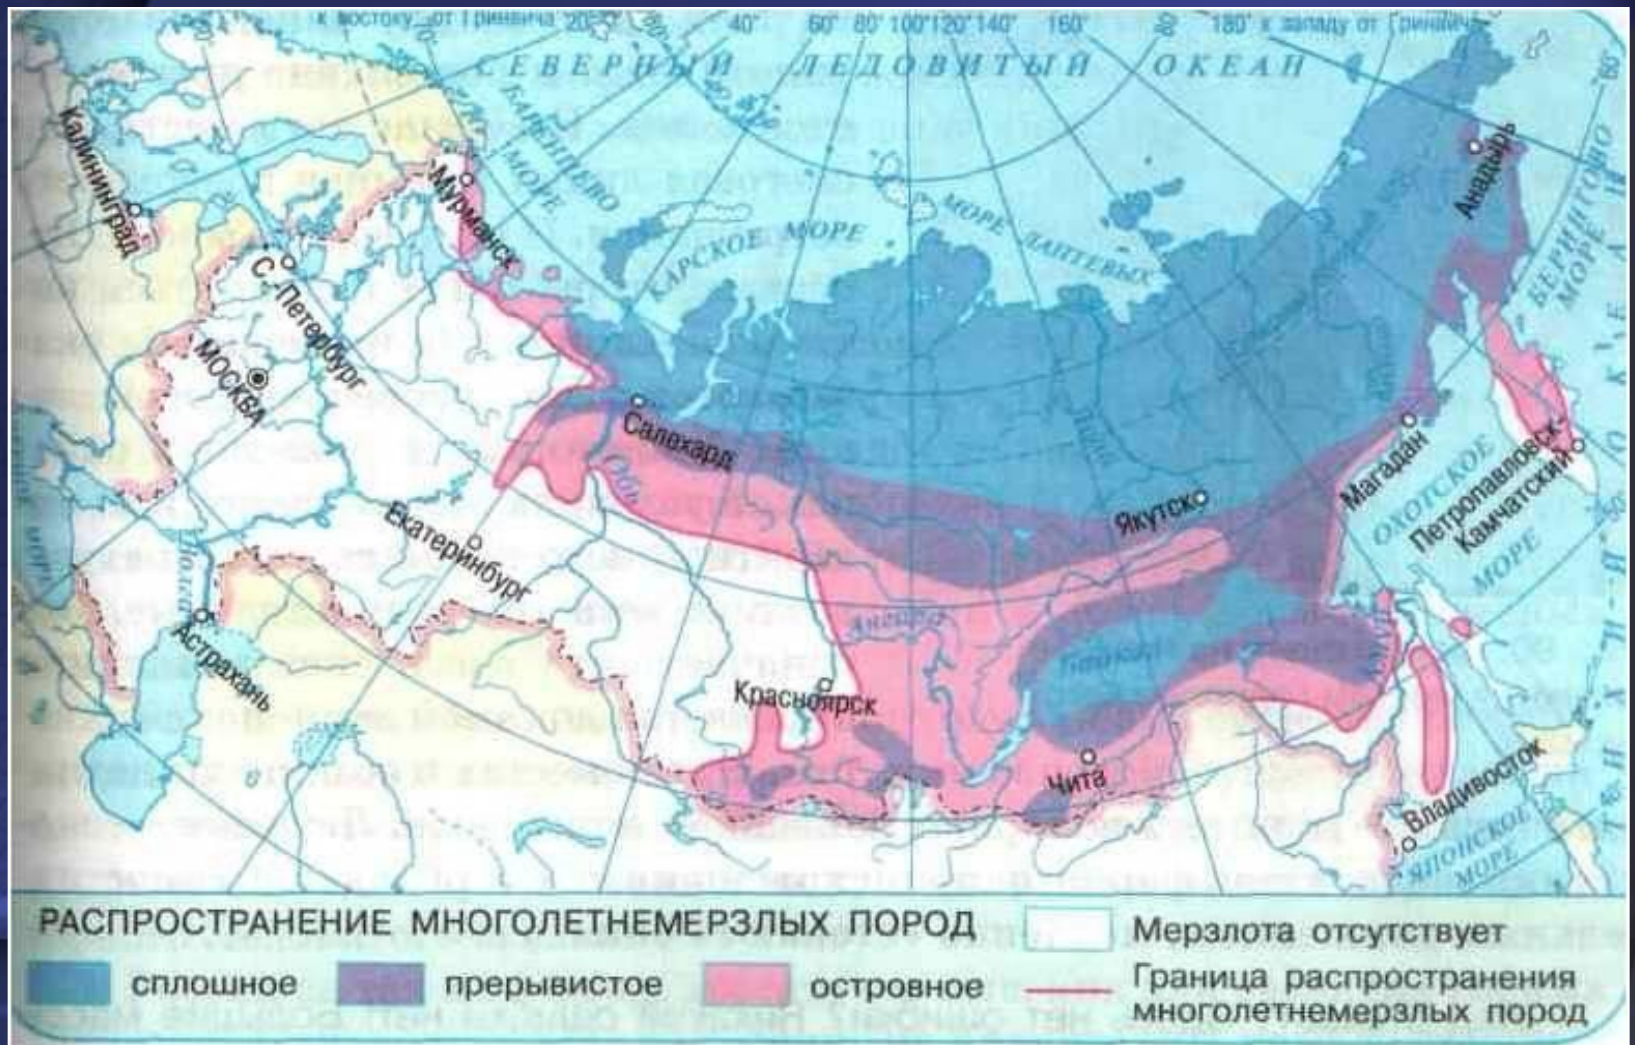 к востоку от Гринвича 20° 40° 60° 80° 100° 120° 140° 160° 180° к западу от Гринвича
СЕВЕРНЫЙ ЛЕДОВИТЫЙ ОКЕАН
БАРЕНЦЕВО
МОРЕ
КАРСКОЕ МОРЕ
МОРЕ ЛАПТЕВЫХ
БЕРИНГОВО
МОРЕ
Калининград
Мурманск
С.-Петербург
МОСКВА
Анадырь
Салехард
Обь
Лена
Якутск
Магадан
ОХОТСКОЕ
МОРЕ
Петропавловск-
Камчатский
Екатеринбург
Волга
Астрахань
Ангара
Байкал
Красноярск
Чита
Амур
Владивосток
ЯПОНСКОЕ
МОРЕ
РАСПРОСТРАНЕНИЕ МНОГОЛЕТНЕМЕРЗЛЫХ ПОРОД
сплошное
прерывистое
островное
Мерзлота отсутствует
Граница распространения
многолетнемерзлых пород